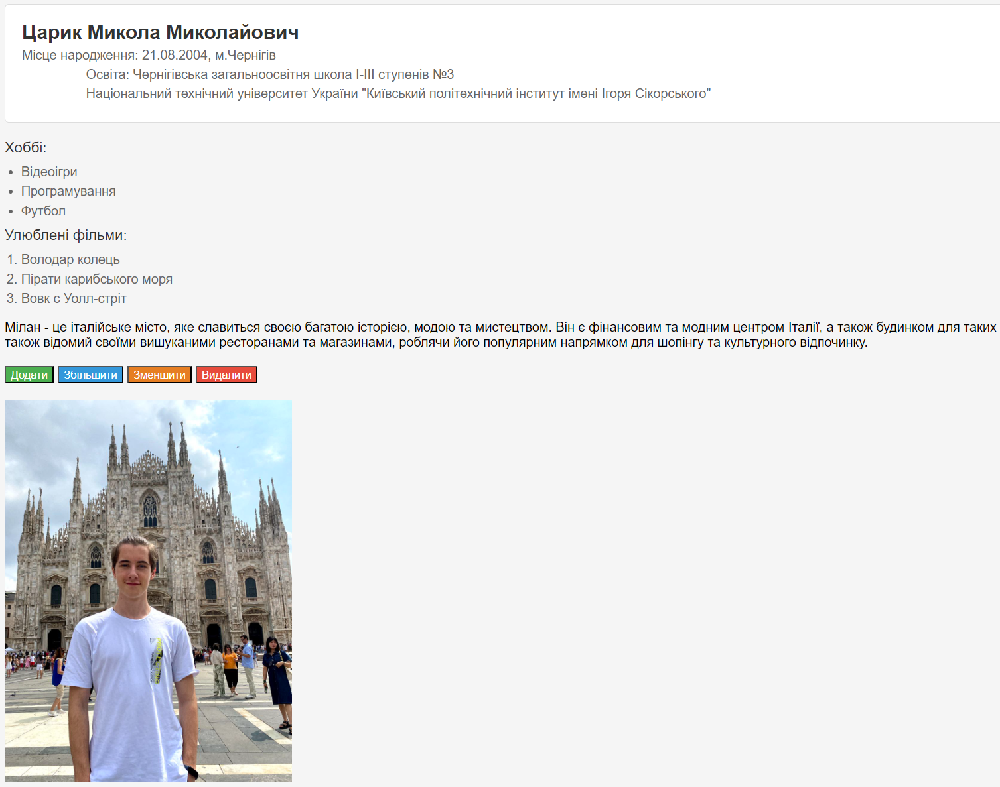 Царик Микола Миколайович
Місце народження: 21.08.2004, м.Чернігів
Освіта: Чернігівська загальноосвітня школа І-ІІІ ступенів №3
Національний технічний університет України "Київський політехнічний інститут імені Ігоря Сікорського"
Хоббі:
• Відеоігри
• Програмування
• Футбол
Улюблені фільми:
1. Володар колець
2. Пірати карибського моря
3. Вовк с Уолл-стріт
Мілан - це італійське місто, яке славиться своєю багатою історією, модою та мистецтвом. Він є фінансовим та модним центром Італії, а також будинком для таких
також відомий своїми вишуканими ресторанами та магазинами, роблячи його популярним напрямком для шопінгу та культурного відпочинку.
Додати Збільшити Зменшити Видалити